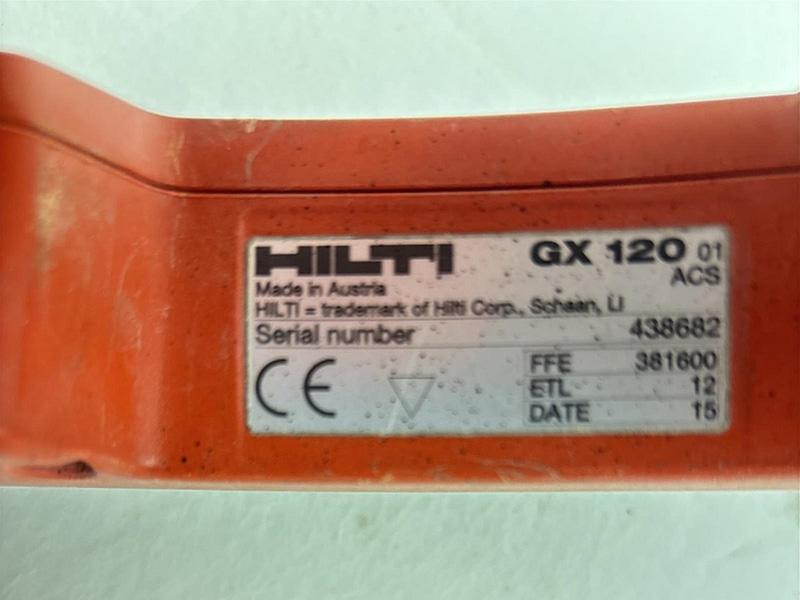 HILTI GX 120 01
ACS
Made in Austria
HILTI = trademark of Hilti Corp., Schaan, LI
Serial number 438682
CE
FFE 381600
ETL 12
DATE 15